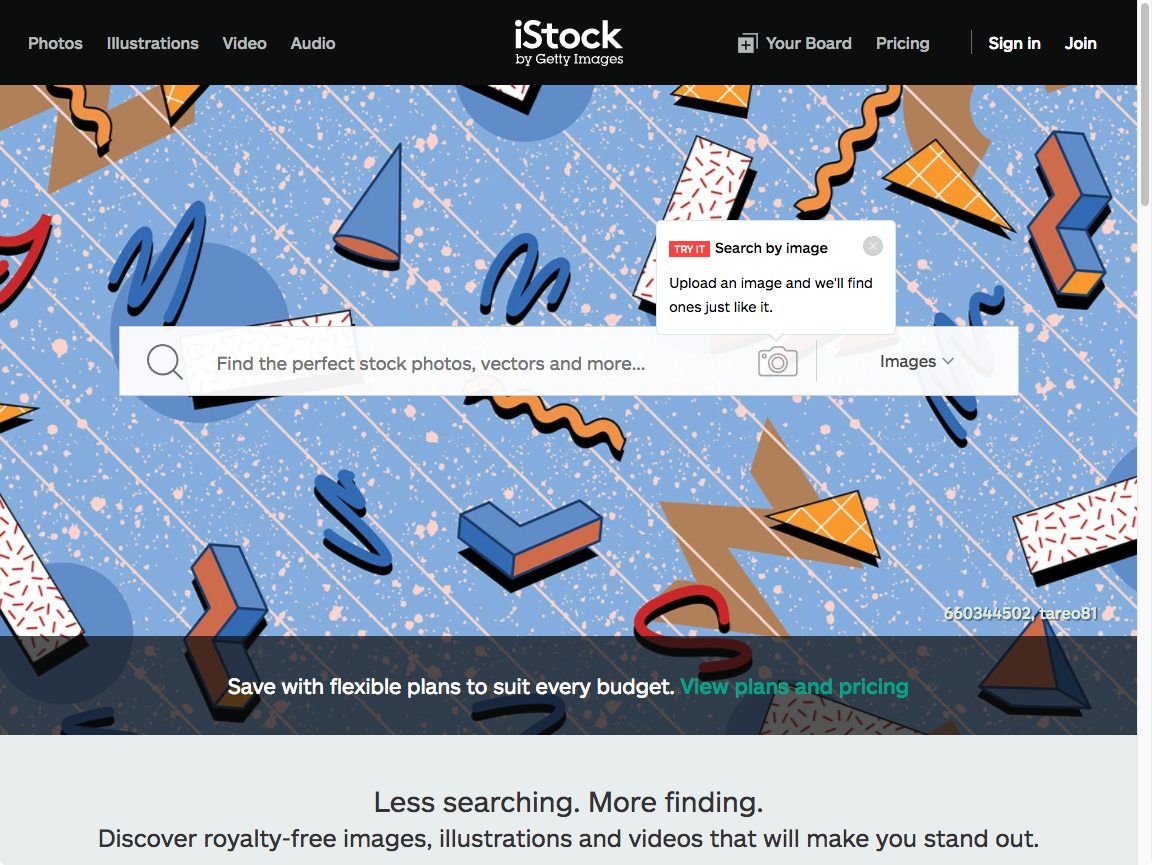 Photos Illustrations Video Audio
iStock
by Getty Images
Your Board Pricing Sign in Join
TRY IT Search by image
Upload an image and we'll find
ones just like it.
Find the perfect stock photos, vectors and more...
Images
660344502, tareo81
Save with flexible plans to suit every budget. View plans and pricing
Less searching. More finding.
Discover royalty-free images, illustrations and videos that will make you stand out.